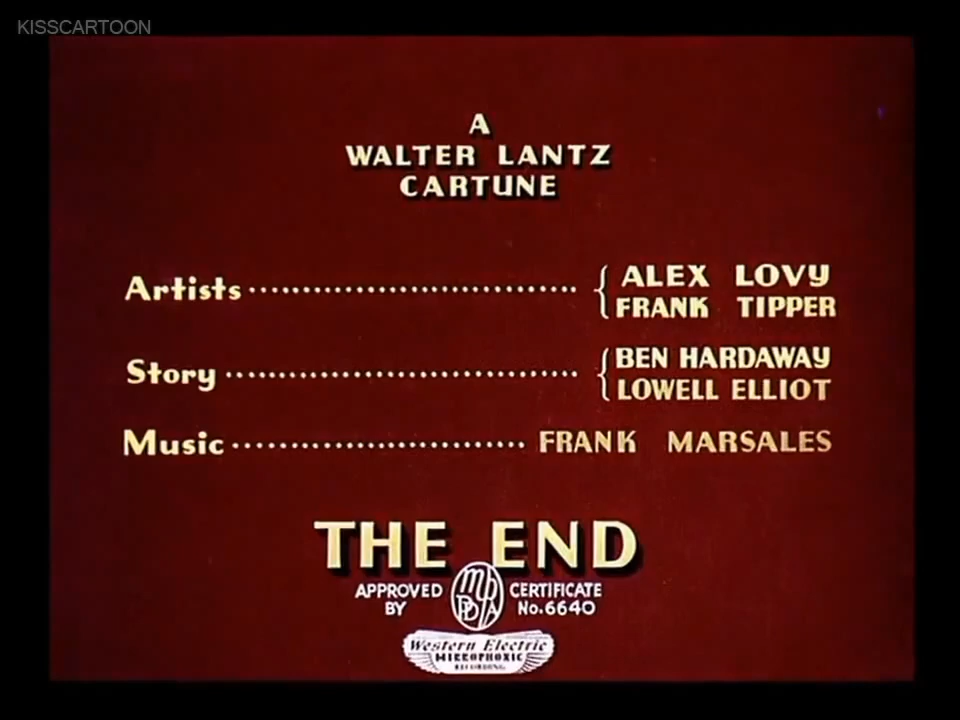 KISSCARTOON
A
WALTER LANTZ
CARTUNE
Artists ALEX LOVY
FRANK TIPPER
Story BEN HARDAWAY
LOWELL ELLIOT
Music FRANK MARSALES
THE END
APPROVED MPPDA CERTIFICATE
BY No. 6640
Western Electric
MIRROPHONIC
RECORDING